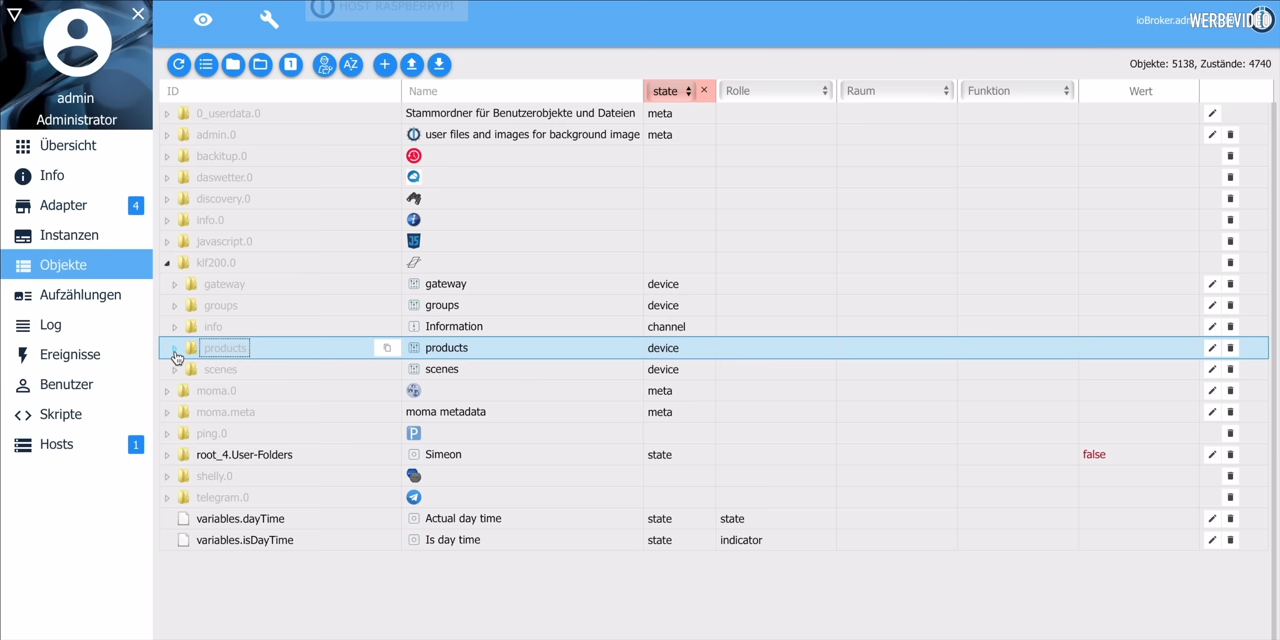 HOST RASPBERRYPI
WERBEVIDEO
admin
Administrator
Übersicht
Info
Adapter 4
Instanzen
Objekte
Aufzählungen
Log
Ereignisse
Benutzer
Skripte
Hosts 1
1 AZ
Objekte: 5138, Zustände: 4740
ID Name state Rolle Raum Funktion Wert
0_userdata.0 Stammordner für Benutzerobjekte und Dateien meta
admin.0 user files and images for background image meta
backitup.0
daswetter.0
discovery.0
info.0
javascript.0 JS
klf200.0
gateway gateway device
groups groups device
info Information channel
products products device
scenes scenes device
moma.0 meta
moma.meta moma metadata meta
ping.0 P
root_4.User-Folders Simeon state false
shelly.0
telegram.0
variables.dayTime Actual day time state state
variables.isDayTime Is day time state indicator